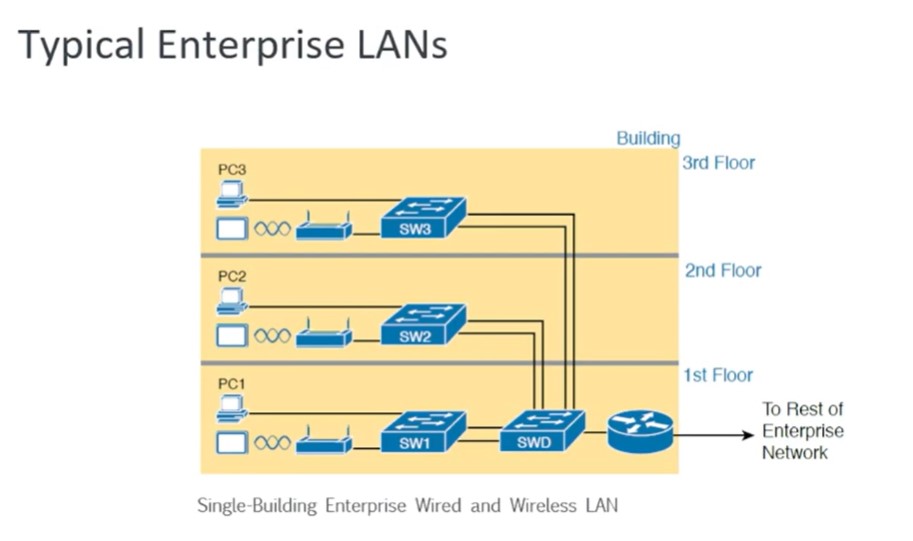 Typical Enterprise LANs
Building
3rd Floor
PC3
SW3
2nd Floor
PC2
SW2
1st Floor
PC1
SW1
SWD
To Rest of
Enterprise
Network
Single-Building Enterprise Wired and Wireless LAN